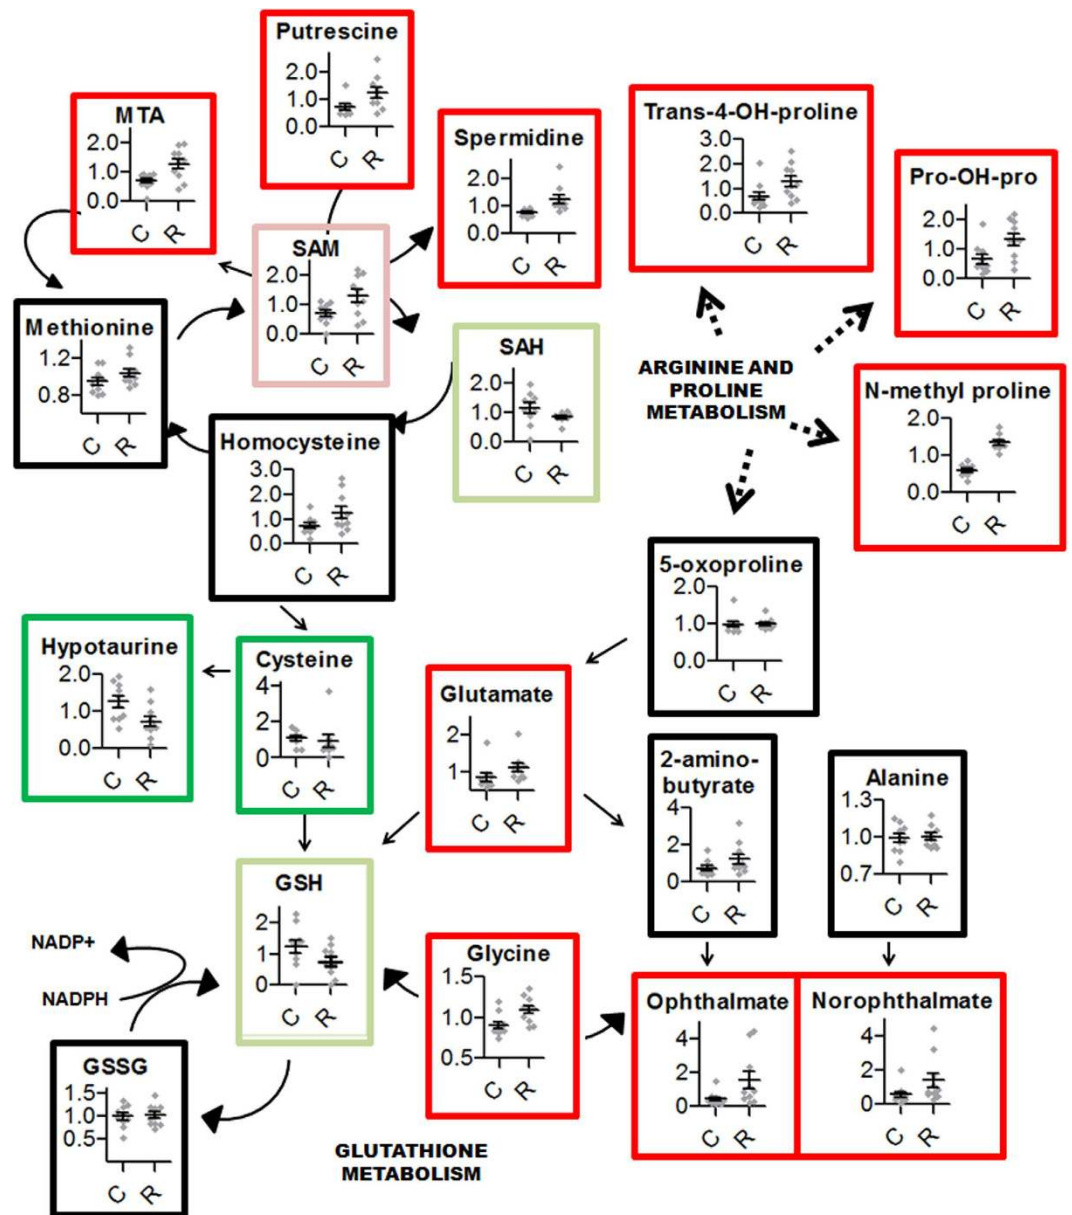 Putrescine
2.0
1.0
0.0
C R
MTA
2.0
1.0
0.0
C R
Spermidine
2.0
1.0
0.0
C R
Trans-4-OH-proline
3.0
2.0
1.0
0.0
C R
Pro-OH-pro
2.0
1.0
0.0
C R
SAM
2.0
1.0
0.0
C R
Methionine
1.2
0.8
C R
SAH
2.0
1.0
0.0
C R
ARGININE AND
PROLINE
METABOLISM
N-methyl proline
2.0
1.0
0.0
C R
Homocysteine
3.0
2.0
1.0
0.0
C R
5-oxoproline
2.0
1.0
0.0
C R
Hypotaurine
2.0
1.0
0.0
C R
Cysteine
4
2
0
C R
Glutamate
2
1
C R
2-amino-
butyrate
4
2
0
C R
Alanine
1.3
1.0
0.7
C R
GSH
2
1
0
C R
NADP+
NADPH
Glycine
1.5
1.0
0.5
C R
Ophthalmate
4
2
0
C R
Norophthalmate
4
2
0
C R
GSSG
1.5
1.0
0.5
C R
GLUTATHIONE
METABOLISM